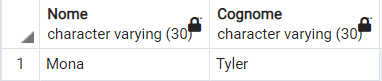 Nome Cognome
character varying (30) character varying (30)
1 Mona Tyler